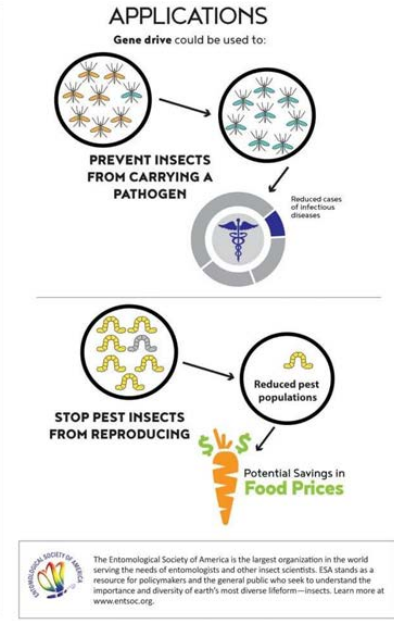 APPLICATIONS
Gene drive could be used to:
PREVENT INSECTS
FROM CARRYING A
PATHOGEN
Reduced cases
of infectious
diseases
Reduced pest
populations
STOP PEST INSECTS
FROM REPRODUCING
$ $
Potential Savings in
Food Prices
ENTOMOLOGICAL SOCIETY OF AMERICA
The Entomological Society of America is the largest organization in the world
serving the needs of entomologists and other insect scientists. ESA stands as a
resource for policymakers and the general public who seek to understand the
importance and diversity of earth's most diverse lifeform—insects. Learn more at
www.entsoc.org.